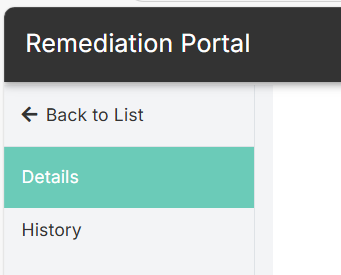 Remediation Portal
Back to List
Details
History